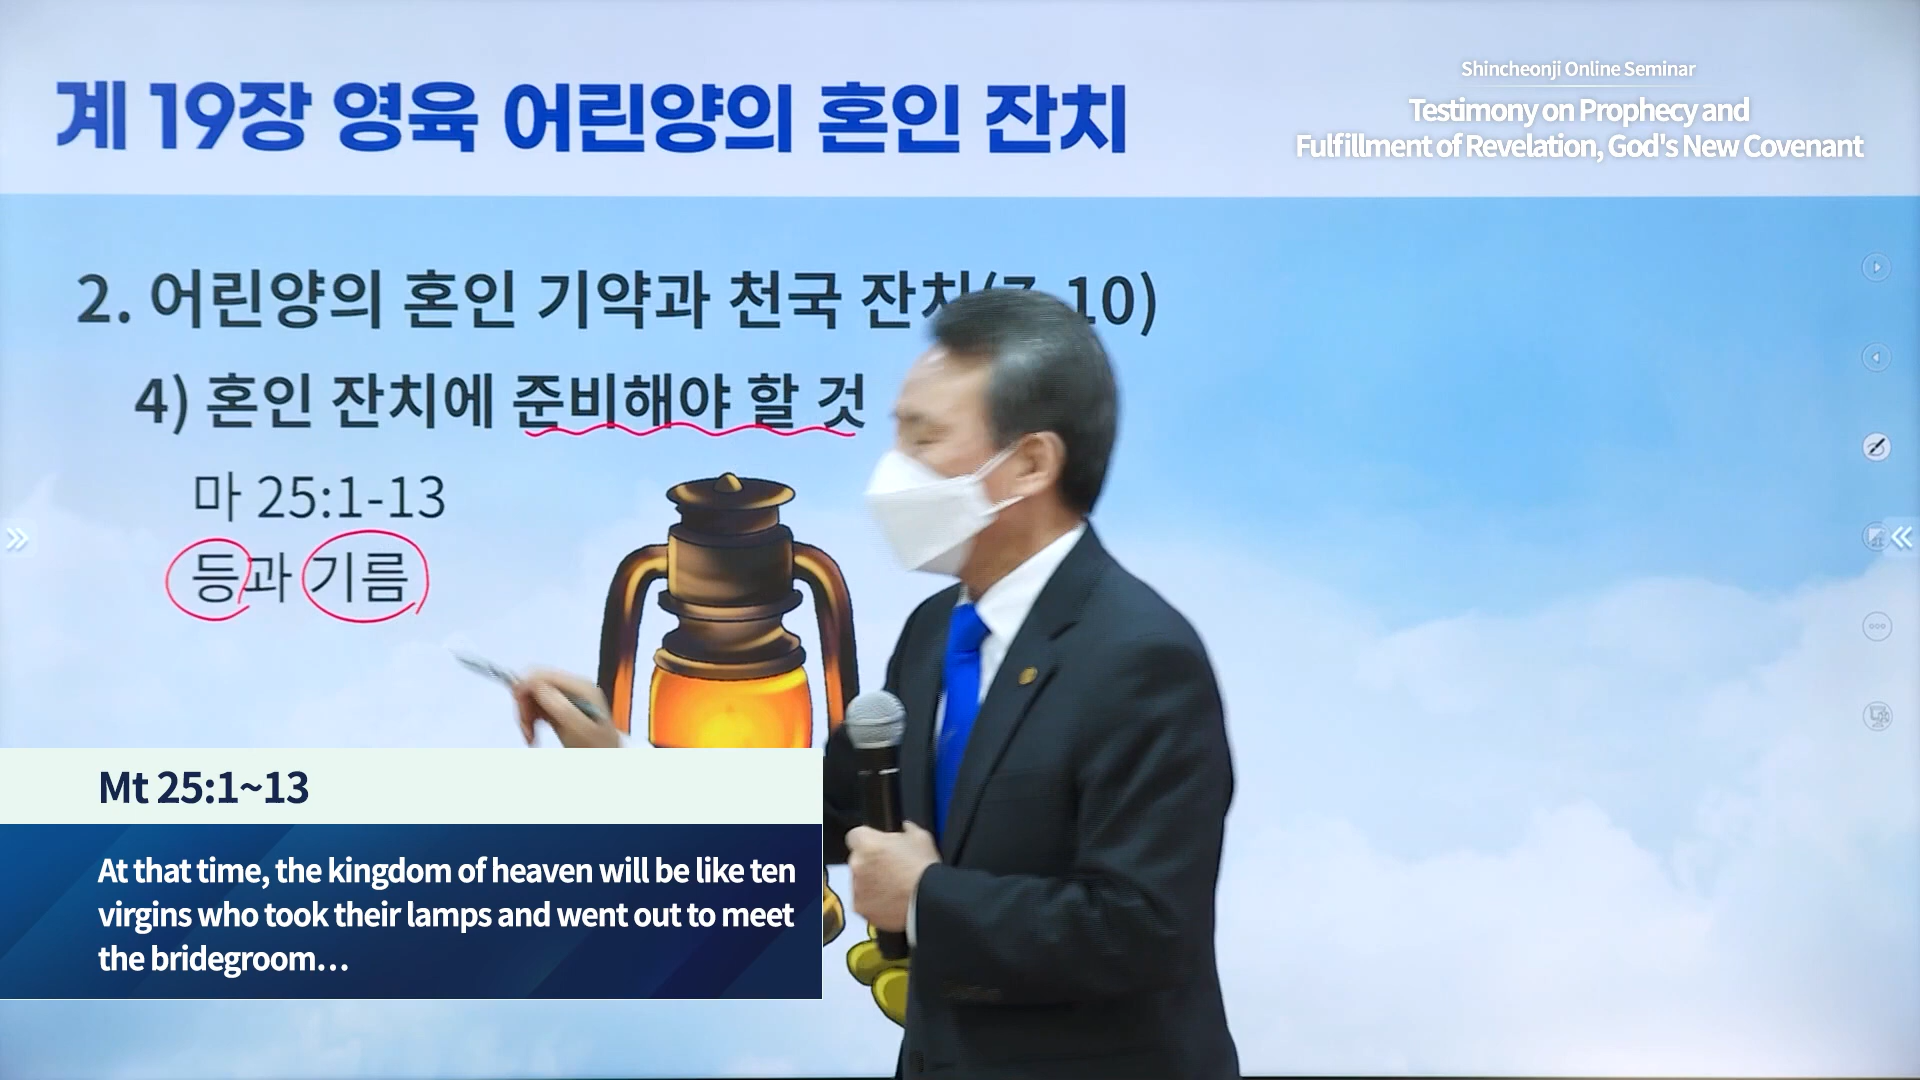 계 19장 영육 어린양의 혼인 잔치
Shincheonji Online Seminar
Testimony on Prophecy and
Fulfillment of Revelation, God's New Covenant
2. 어린양의 혼인 기약과 천국 잔치(7-10)
4) 혼인 잔치에 준비해야 할 것
마 25:1-13
등과 기름
Mt 25:1~13
At that time, the kingdom of heaven will be like ten
virgins who took their lamps and went out to meet
the bridegroom…